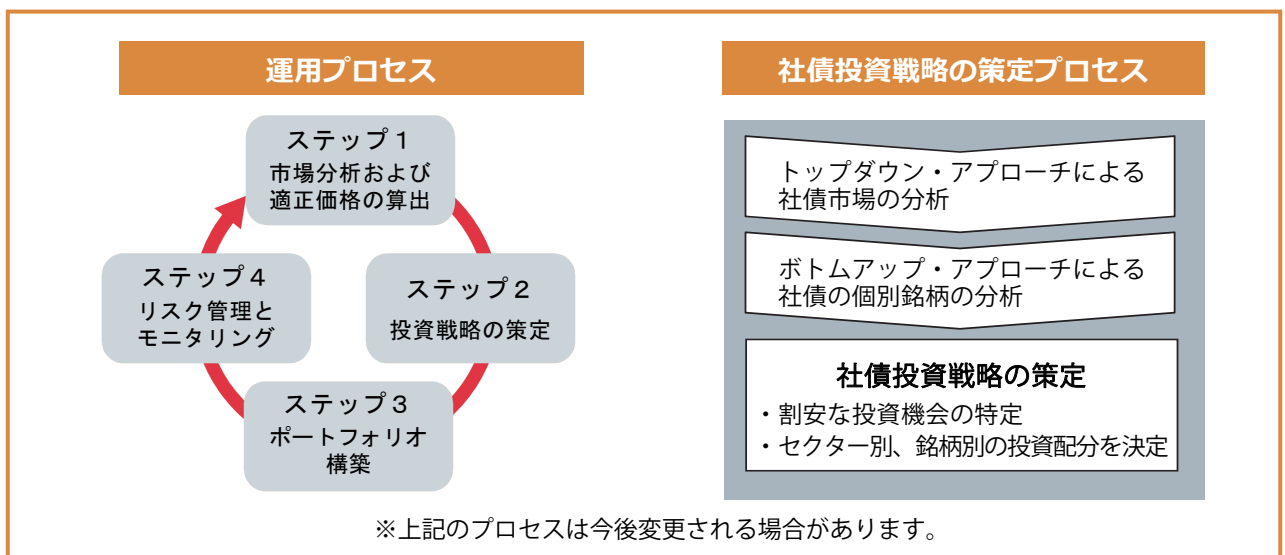 運用プロセス
ステップ１
市場分析および
適正価格の算出
ステップ２
投資戦略の策定
ステップ３
ポートフォリオ
構築
ステップ４
リスク管理と
モニタリング
社債投資戦略の策定プロセス
トップダウン・アプローチによる
社債市場の分析
ボトムアップ・アプローチによる
社債の個別銘柄の分析
社債投資戦略の策定
・割安な投資機会の特定
・セクター別、銘柄別の投資配分を決定
※上記のプロセスは今後変更される場合があります。